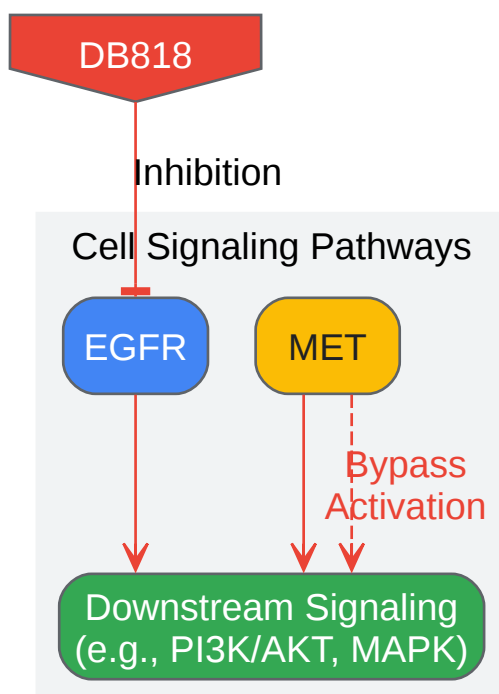 DB818
Inhibition
Cell Signaling Pathways
EGFR
MET
Bypass
Activation
Downstream Signaling
(e.g., PI3K/AKT, MAPK)